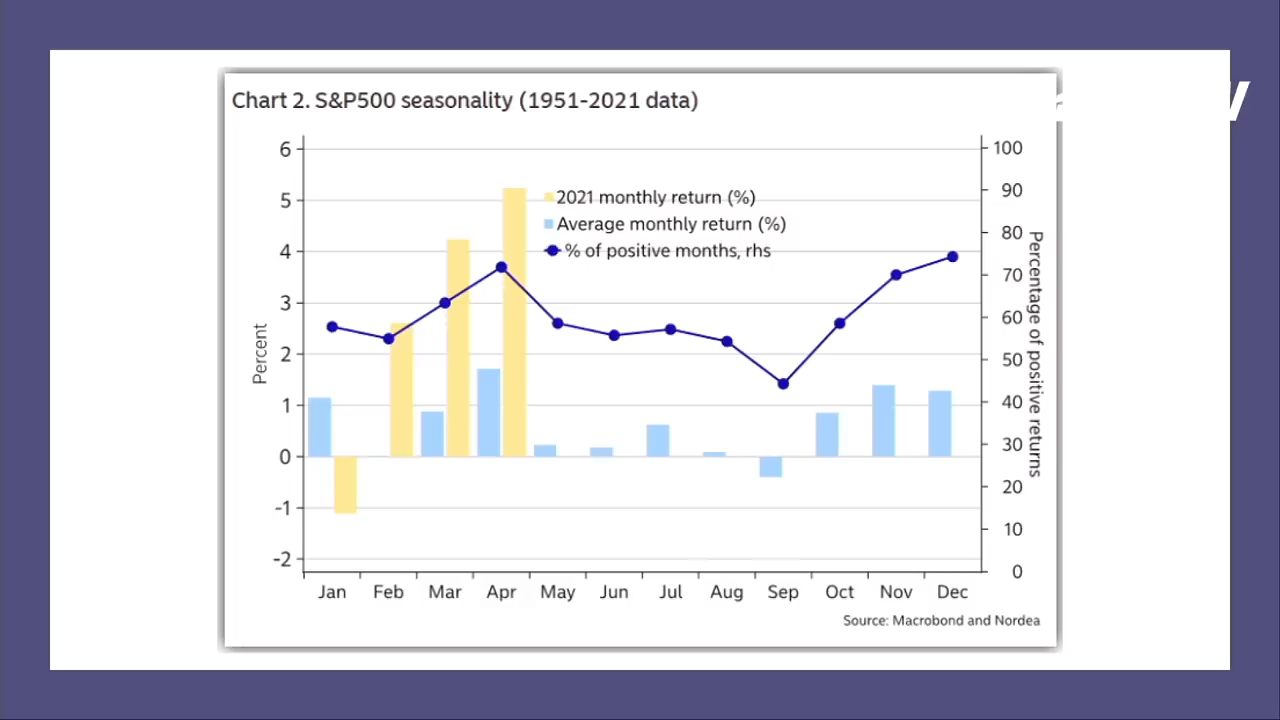 Chart 2. S&P500 seasonality (1951-2021 data)
6
5
4
3
2
1
0
-1
-2
Percent
2021 monthly return (%)
Average monthly return (%)
% of positive months, rhs
100
90
80
70
60
50
40
30
20
10
0
Percentage of positive returns
Jan Feb Mar Apr May Jun Jul Aug Sep Oct Nov Dec
Source: Macrobond and Nordea